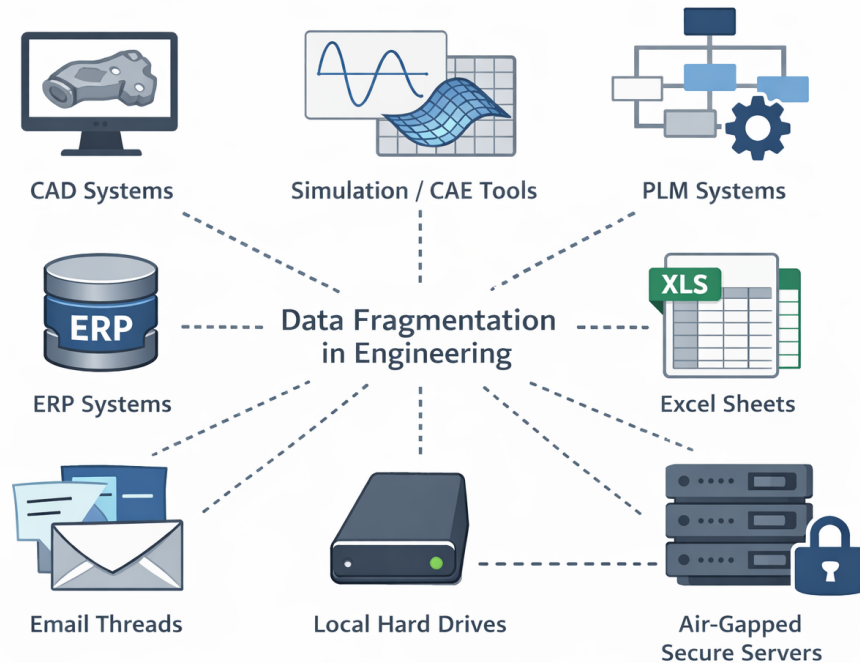 CAD Systems
Simulation / CAE Tools
PLM Systems
ERP
Data Fragmentation
in Engineering
XLS
ERP Systems
Excel Sheets
Email Threads
Local Hard Drives
Air-Gapped
Secure Servers